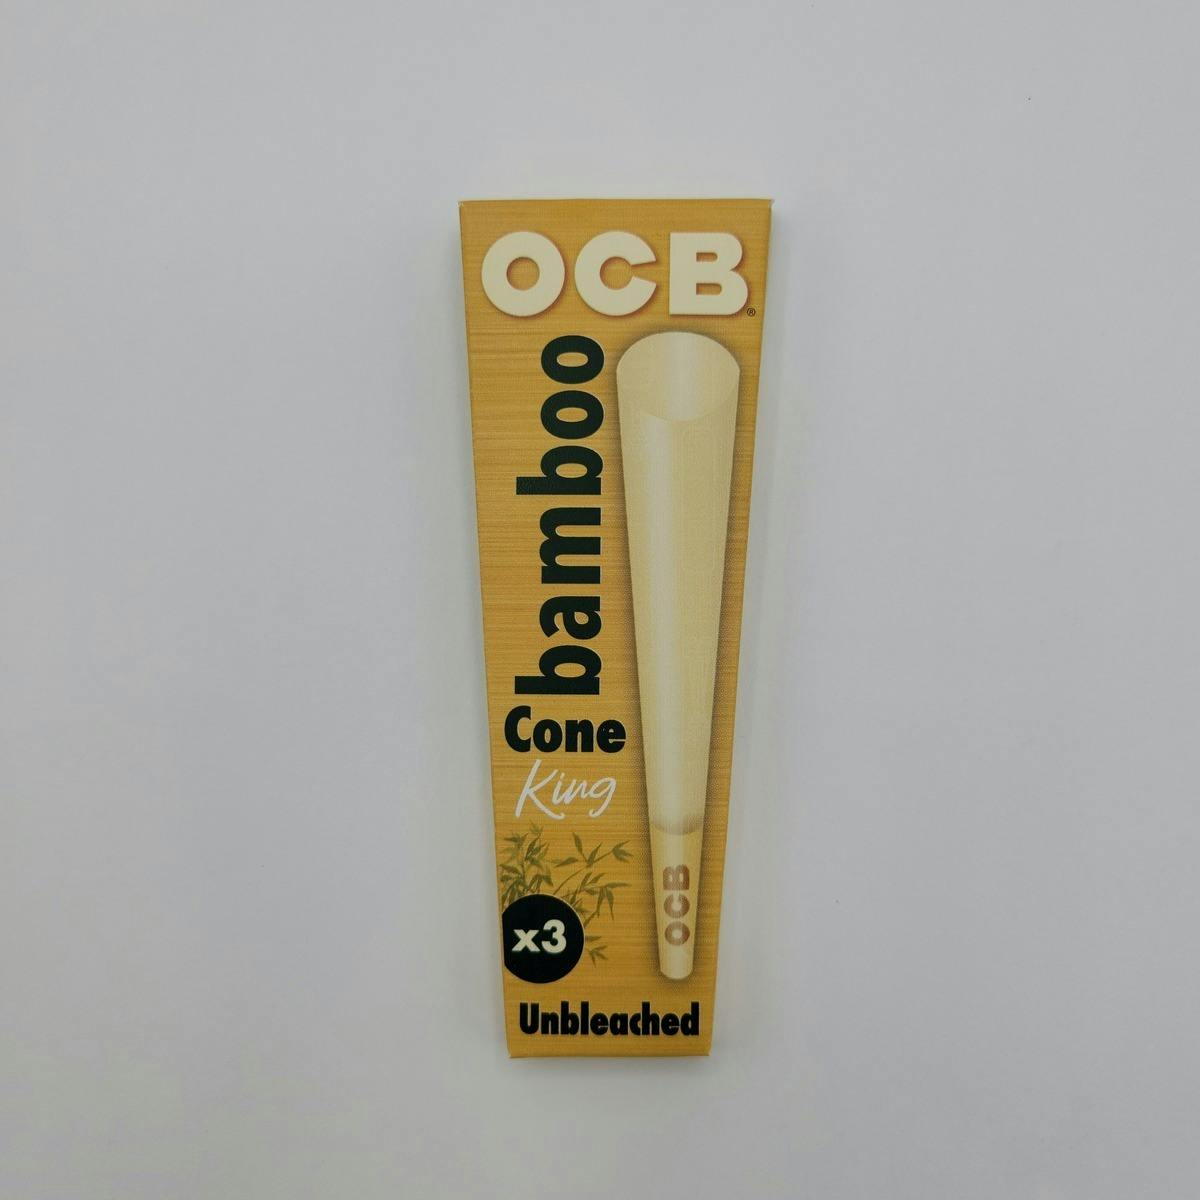 OCB®
bamboo
Cone
King
OCB
x3
Unbleached